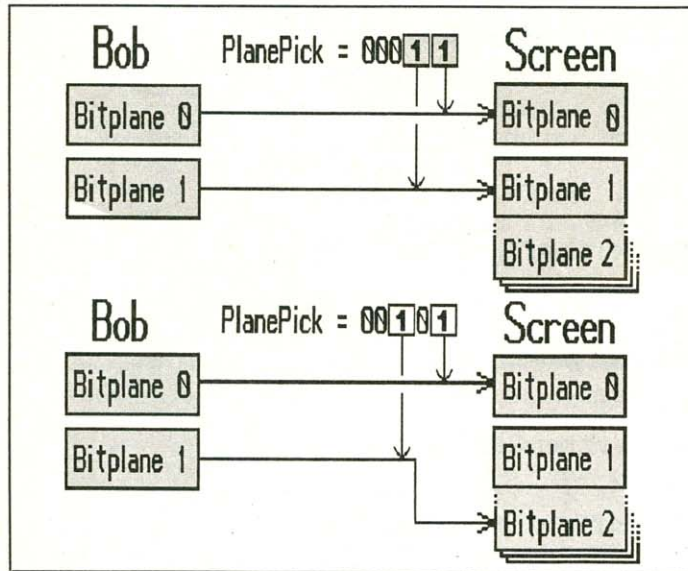 Bob PlanePick = 00011 Screen
Bitplane 0 Bitplane 0
Bitplane 1 Bitplane 1
Bitplane 2
Bob PlanePick = 00101 Screen
Bitplane 0 Bitplane 0
Bitplane 1 Bitplane 1
Bitplane 2